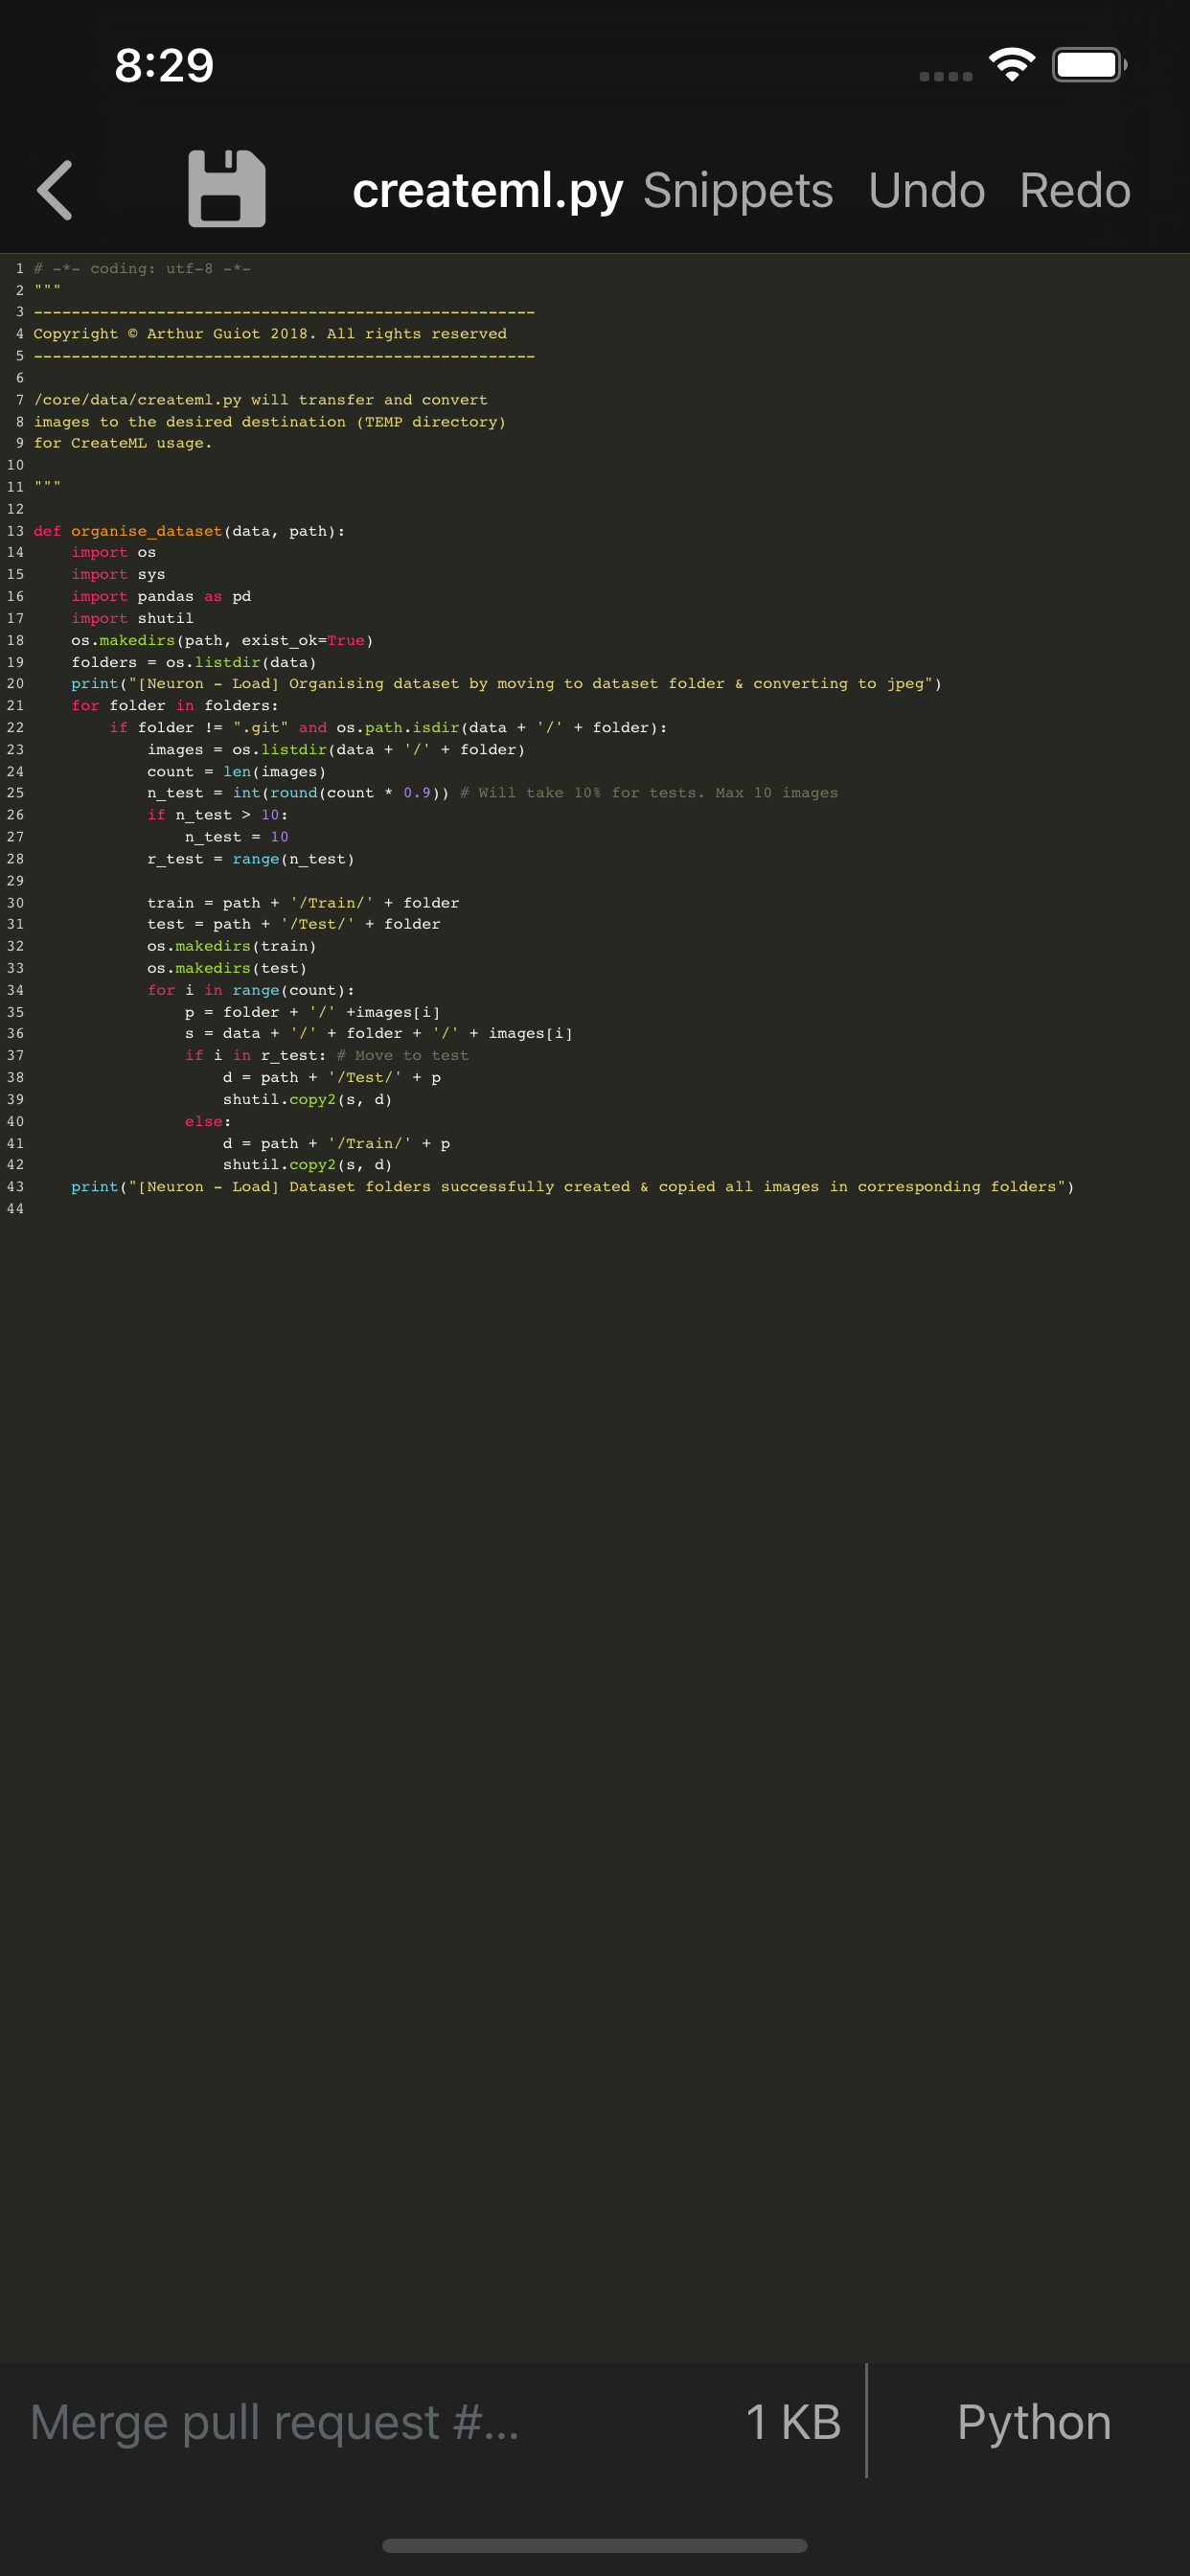 8:29
createml.py Snippets Undo Redo
1 # -*- coding: utf-8 -*-
2 """
3 -----------------------------------------------------
4 Copyright © Arthur Guiot 2018. All rights reserved
5 -----------------------------------------------------
6
7 /core/data/createml.py will transfer and convert
8 images to the desired destination (TEMP directory)
9 for CreateML usage.
10
11 """
12
13 def organise_dataset(data, path):
14     import os
15     import sys
16     import pandas as pd
17     import shutil
18     os.makedirs(path, exist_ok=True)
19     folders = os.listdir(data)
20     print("[Neuron - Load] Organising dataset by moving to dataset folder & converting to jpeg")
21     for folder in folders:
22         if folder != ".git" and os.path.isdir(data + '/' + folder):
23             images = os.listdir(data + '/' + folder)
24             count = len(images)
25             n_test = int(round(count * 0.9)) # Will take 10% for tests. Max 10 images
26             if n_test > 10:
27                 n_test = 10
28             r_test = range(n_test)
29
30             train = path + '/Train/' + folder
31             test = path + '/Test/' + folder
32             os.makedirs(train)
33             os.makedirs(test)
34             for i in range(count):
35                 p = folder + '/' +images[i]
36                 s = data + '/' + folder + '/' + images[i]
37                 if i in r_test: # Move to test
38                     d = path + '/Test/' + p
39                     shutil.copy2(s, d)
40                 else:
41                     d = path + '/Train/' + p
42                     shutil.copy2(s, d)
43     print("[Neuron - Load] Dataset folders successfully created & copied all images in corresponding folders")
44
Merge pull request #... 1 KB Python